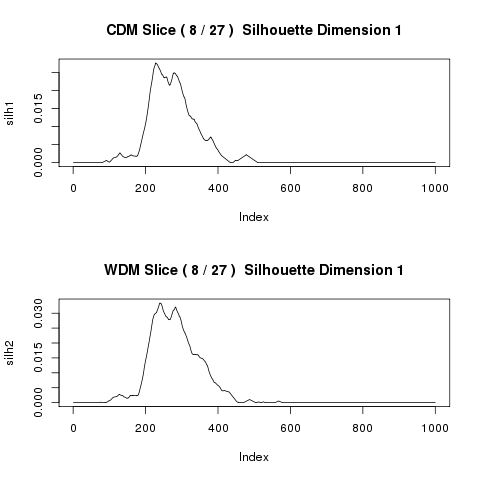 CDM Slice ( 8 / 27 )  Silhouette Dimension 1
silh1
0.015
0.000
0 200 400 600 800 1000
Index
WDM Slice ( 8 / 27 )  Silhouette Dimension 1
silh2
0.030
0.015
0.000
0 200 400 600 800 1000
Index